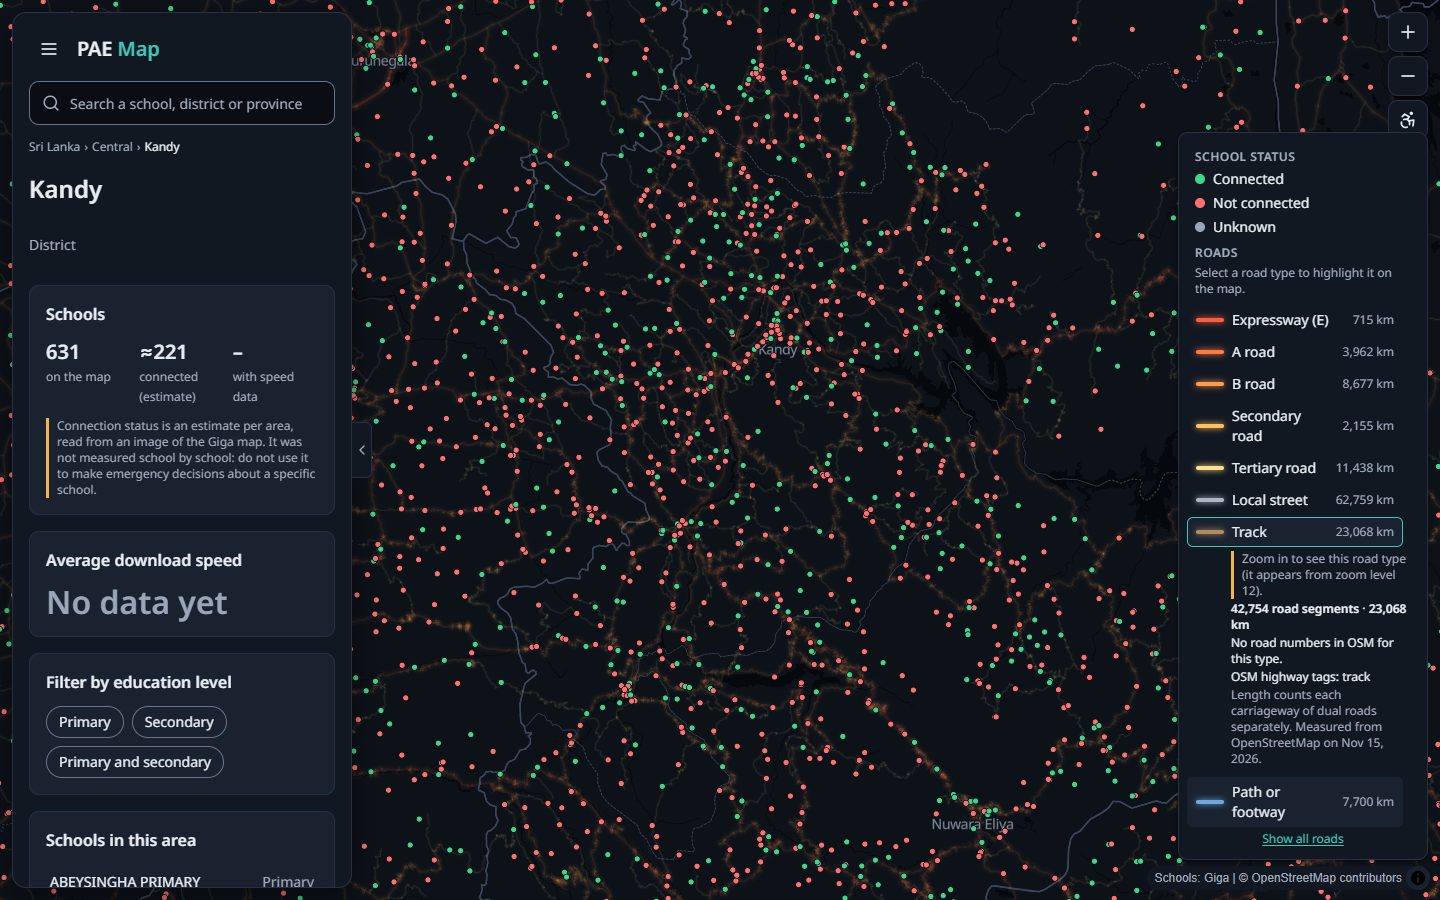 PAE Map
Search a school, district or province
Sri Lanka › Central › Kandy
Kandy
District
Schools
631
on the map
≈221
connected
(estimate)
–
with speed
data
Connection status is an estimate per area,
read from an image of the Giga map. It was
not measured school by school: do not use it
to make emergency decisions about a specific
school.
Average download speed
No data yet
Filter by education level
Primary
Secondary
Primary and secondary
Schools in this area
ABEYSINGHA PRIMARY
Primary
Kandy
Nuwara Eliya
SCHOOL STATUS
Connected
Not connected
Unknown
ROADS
Select a road type to highlight it on
the map.
Expressway (E) 715 km
A road 3,962 km
B road 8,677 km
Secondary
road 2,155 km
Tertiary road 11,438 km
Local street 62,759 km
Track 23,068 km
Zoom in to see this road type
(it appears from zoom level
12).
42,754 road segments · 23,068
km
No road numbers in OSM for
this type.
OSM highway tags: track
Length counts each
carriageway of dual roads
separately. Measured from
OpenStreetMap on Nov 15,
2026.
Path or
footway 7,700 km
Show all roads
Schools: Giga | © OpenStreetMap contributors